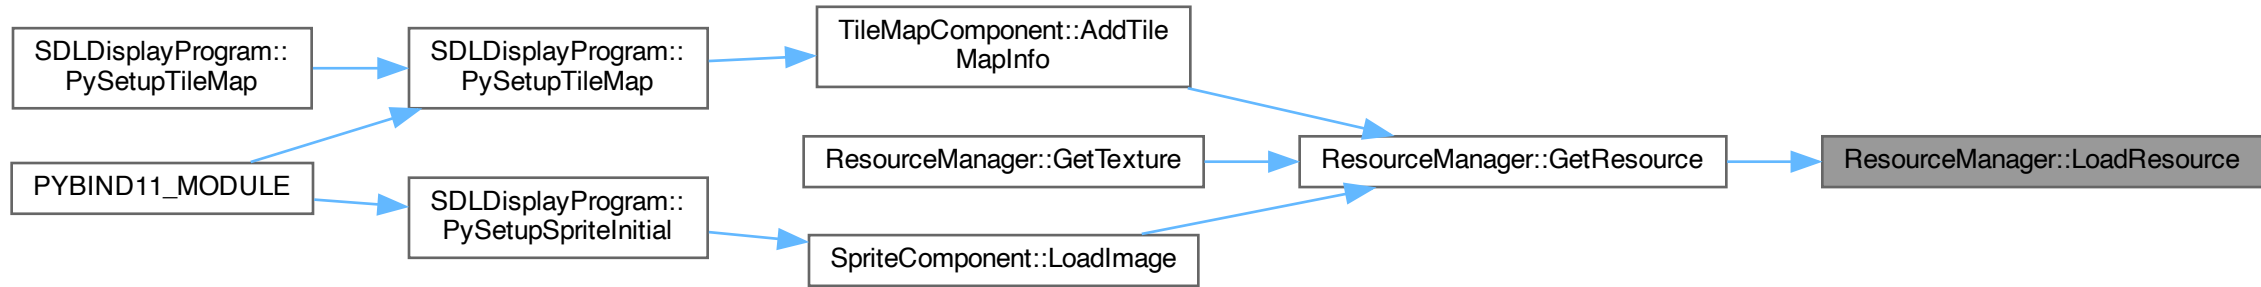 SDLDisplayProgram::
PySetupTileMap
PYBIND11_MODULE
SDLDisplayProgram::
PySetupTileMap
SDLDisplayProgram::
PySetupSpriteInitial
TileMapComponent::AddTile
MapInfo
ResourceManager::GetTexture
SpriteComponent::LoadImage
ResourceManager::GetResource
ResourceManager::LoadResource